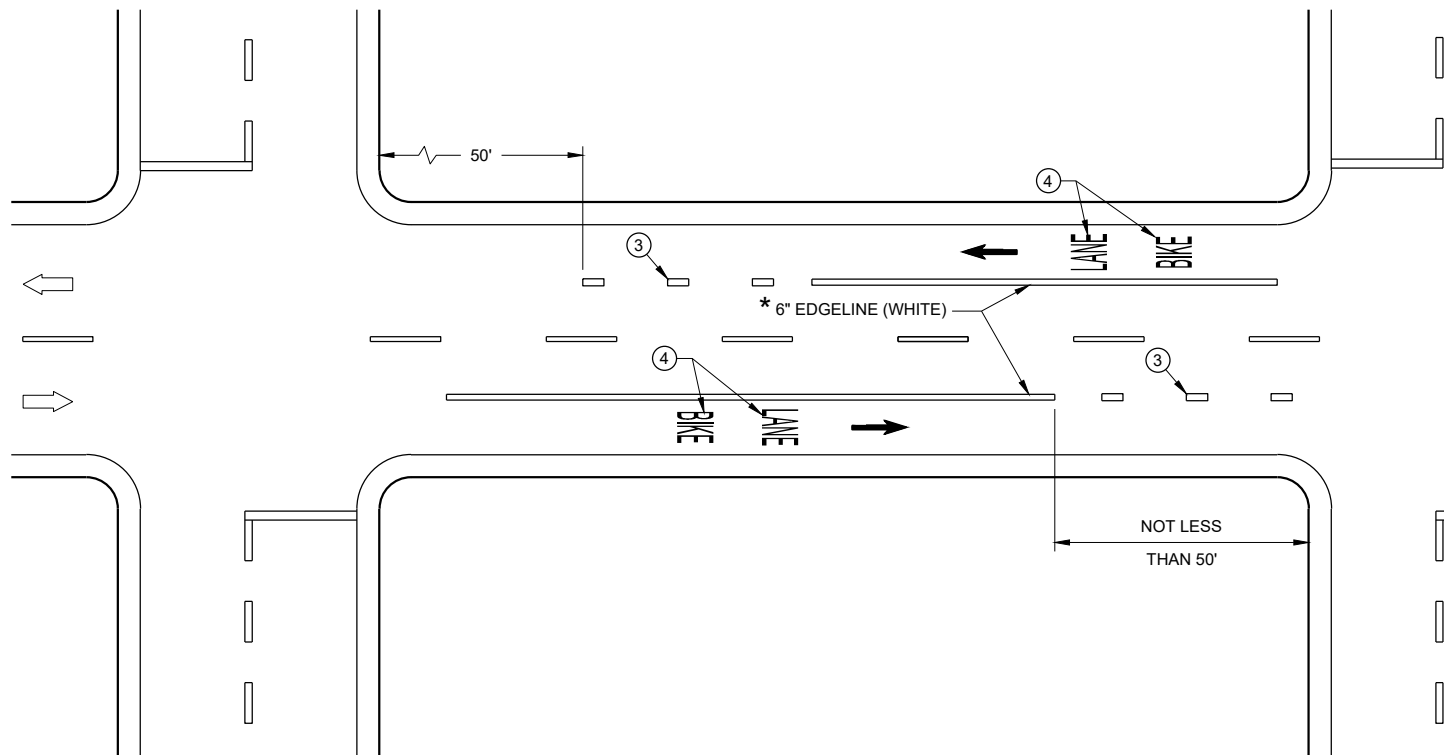 50'
4
3
LANE
BIKE
* 6" EDGELINE (WHITE)
4
3
BIKE
LANE
NOT LESS
THAN 50'